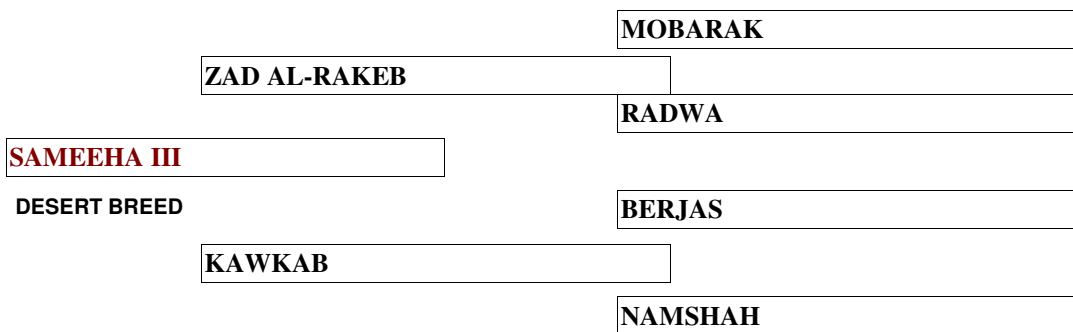 MOBARAK
ZAD AL-RAKEB
RADWA
SAMEEHA III
DESERT BREED
BERJAS
KAWKAB
NAMSHAH